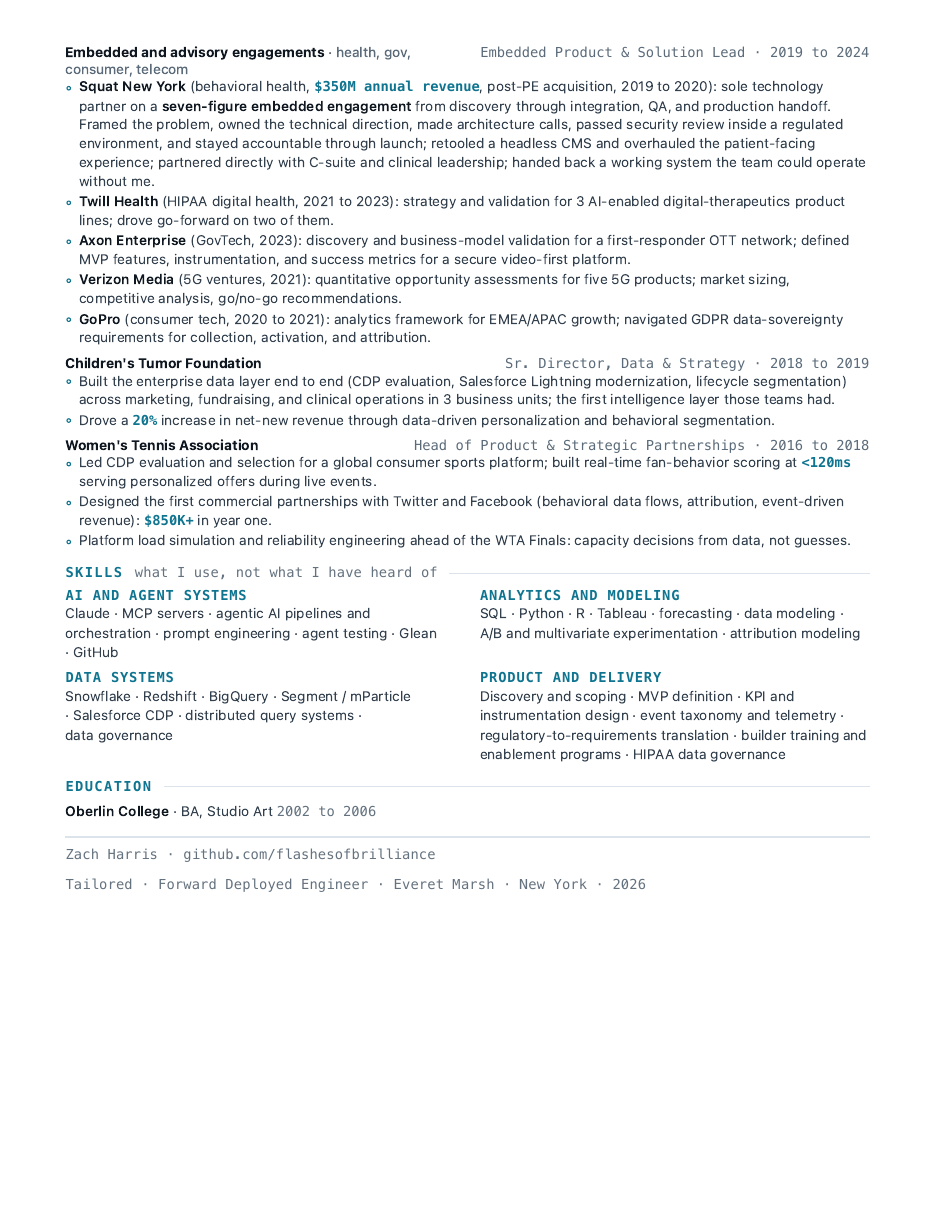 Embedded and advisory engagements · health, gov, consumer, telecom
Embedded Product & Solution Lead · 2019 to 2024
Squat New York (behavioral health, $350M annual revenue, post-PE acquisition, 2019 to 2020): sole technology
partner on a seven-figure embedded engagement from discovery through integration, QA, and production handoff.
Framed the problem, owned the technical direction, made architecture calls, passed security review inside a regulated
environment, and stayed accountable through launch; retooled a headless CMS and overhauled the patient-facing
experience; partnered directly with C-suite and clinical leadership; handed back a working system the team could operate
without me.
Twill Health (HIPAA digital health, 2021 to 2023): strategy and validation for 3 AI-enabled digital-therapeutics product
lines; drove go-forward on two of them.
Axon Enterprise (GovTech, 2023): discovery and business-model validation for a first-responder OTT network; defined
MVP features, instrumentation, and success metrics for a secure video-first platform.
Verizon Media (5G ventures, 2021): quantitative opportunity assessments for five 5G products; market sizing,
competitive analysis, go/no-go recommendations.
GoPro (consumer tech, 2020 to 2021): analytics framework for EMEA/APAC growth; navigated GDPR data-sovereignty
requirements for collection, activation, and attribution.
Children's Tumor Foundation
Sr. Director, Data & Strategy · 2018 to 2019
Built the enterprise data layer end to end (CDP evaluation, Salesforce Lightning modernization, lifecycle segmentation)
across marketing, fundraising, and clinical operations in 3 business units; the first intelligence layer those teams had.
Drove a 20% increase in net-new revenue through data-driven personalization and behavioral segmentation.
Women's Tennis Association
Head of Product & Strategic Partnerships · 2016 to 2018
Led CDP evaluation and selection for a global consumer sports platform; built real-time fan-behavior scoring at <120ms
serving personalized offers during live events.
Designed the first commercial partnerships with Twitter and Facebook (behavioral data flows, attribution, event-driven
revenue): $850K+ in year one.
Platform load simulation and reliability engineering ahead of the WTA Finals: capacity decisions from data, not guesses.
SKILLS what I use, not what I have heard of
AI AND AGENT SYSTEMS
Claude · MCP servers · agentic AI pipelines and
orchestration · prompt engineering · agent testing · Glean
· GitHub
ANALYTICS AND MODELING
SQL · Python · R · Tableau · forecasting · data modeling ·
A/B and multivariate experimentation · attribution modeling
DATA SYSTEMS
Snowflake · Redshift · BigQuery · Segment / mParticle
· Salesforce CDP · distributed query systems ·
data governance
PRODUCT AND DELIVERY
Discovery and scoping · MVP definition · KPI and
instrumentation design · event taxonomy and telemetry ·
regulatory-to-requirements translation · builder training and
enablement programs · HIPAA data governance
EDUCATION
Oberlin College · BA, Studio Art 2002 to 2006
Zach Harris · github.com/flashesofbrilliance
Tailored · Forward Deployed Engineer · Everet Marsh · New York · 2026